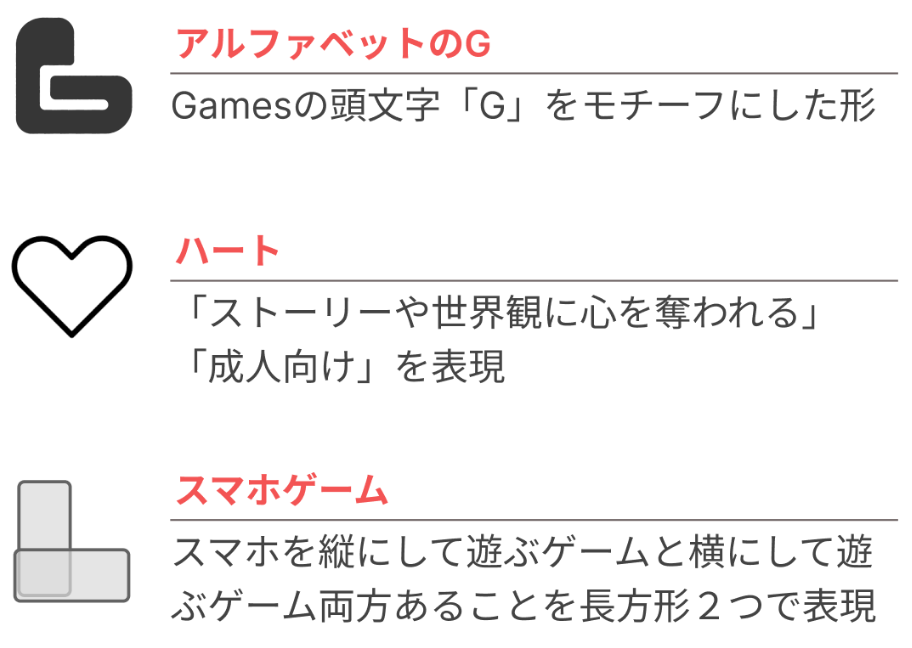 アルファベットのG
Gamesの頭文字「G」をモチーフにした形
ハート
「ストーリーや世界観に心を奪われる」
「成人向け」を表現
スマホゲーム
スマホを縦にして遊ぶゲームと横にして遊
ぶゲーム両方あることを長方形２つで表現